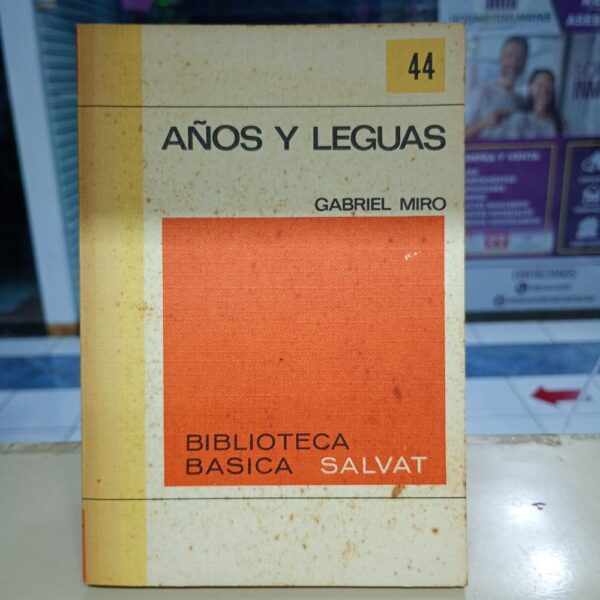 44
AÑOS Y LEGUAS
GABRIEL MIRO
BIBLIOTECA
BASICA SALVAT